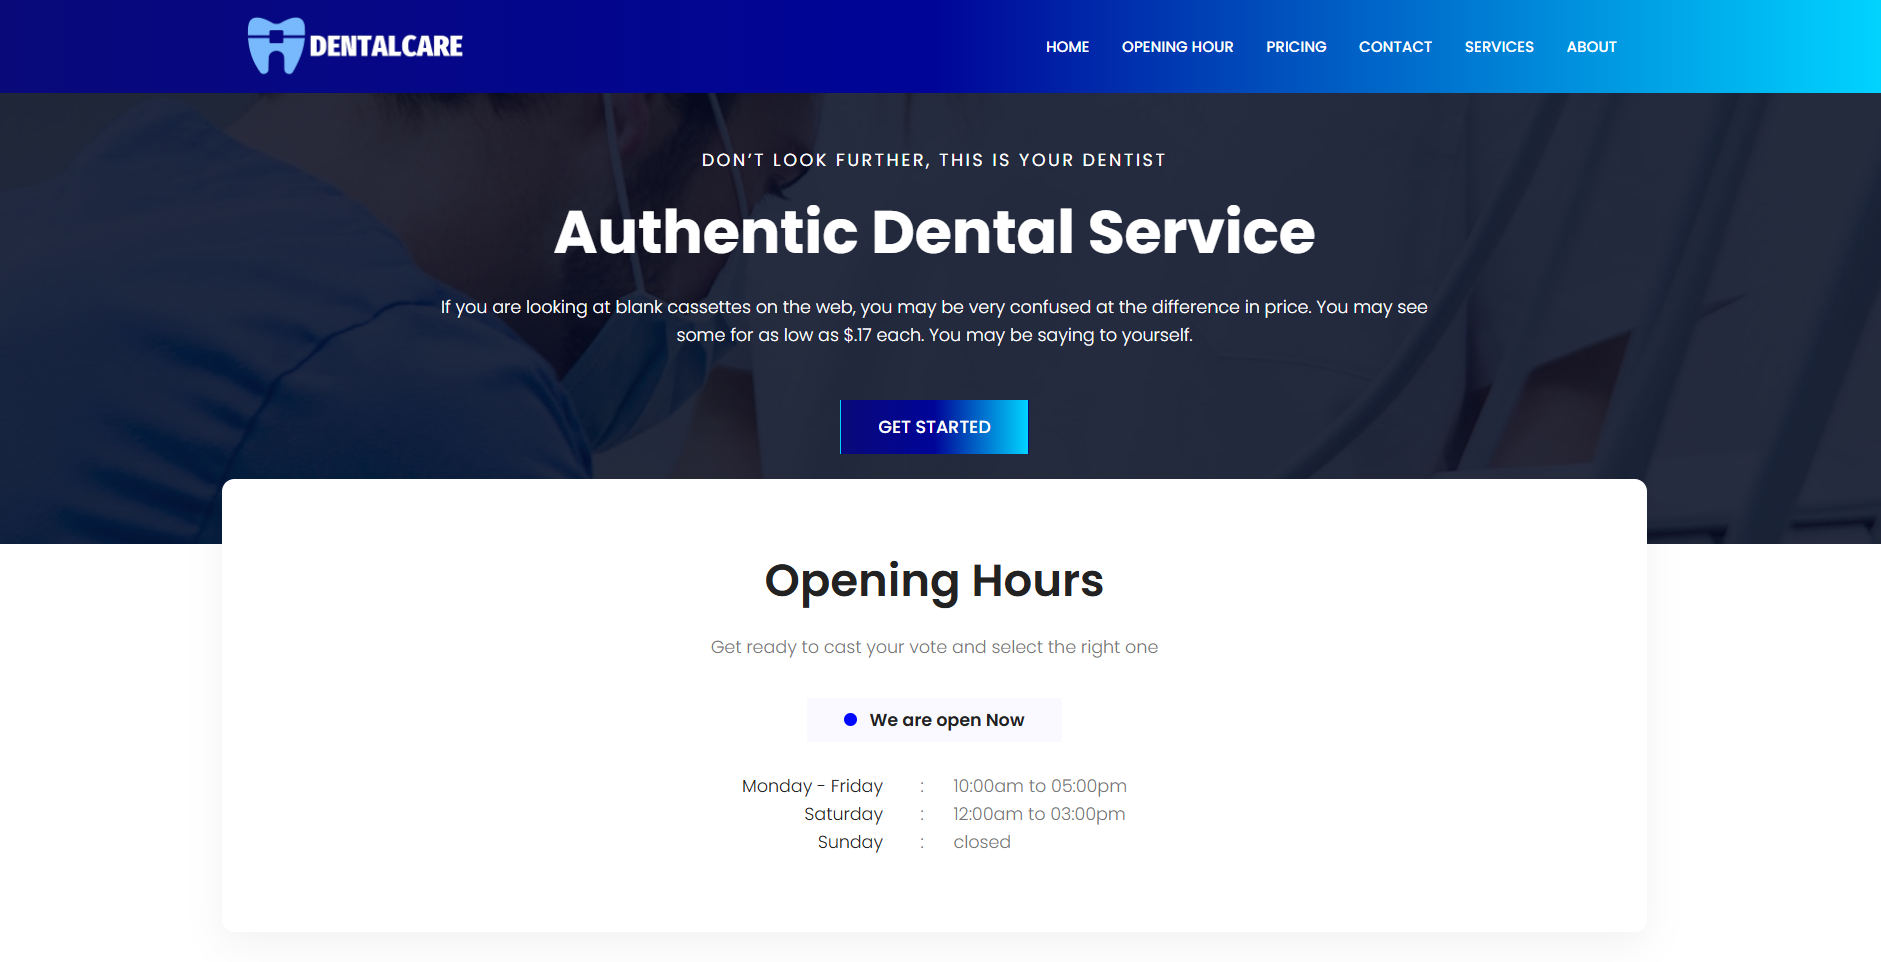 DENTALCARE
HOME OPENING HOUR PRICING CONTACT SERVICES ABOUT
DON’T LOOK FURTHER, THIS IS YOUR DENTIST
Authentic Dental Service
If you are looking at blank cassettes on the web, you may be very confused at the difference in price. You may see
some for as low as $.17 each. You may be saying to yourself.
GET STARTED
Opening Hours
Get ready to cast your vote and select the right one
We are open Now
Monday - Friday : 10:00am to 05:00pm
Saturday : 12:00am to 03:00pm
Sunday : closed